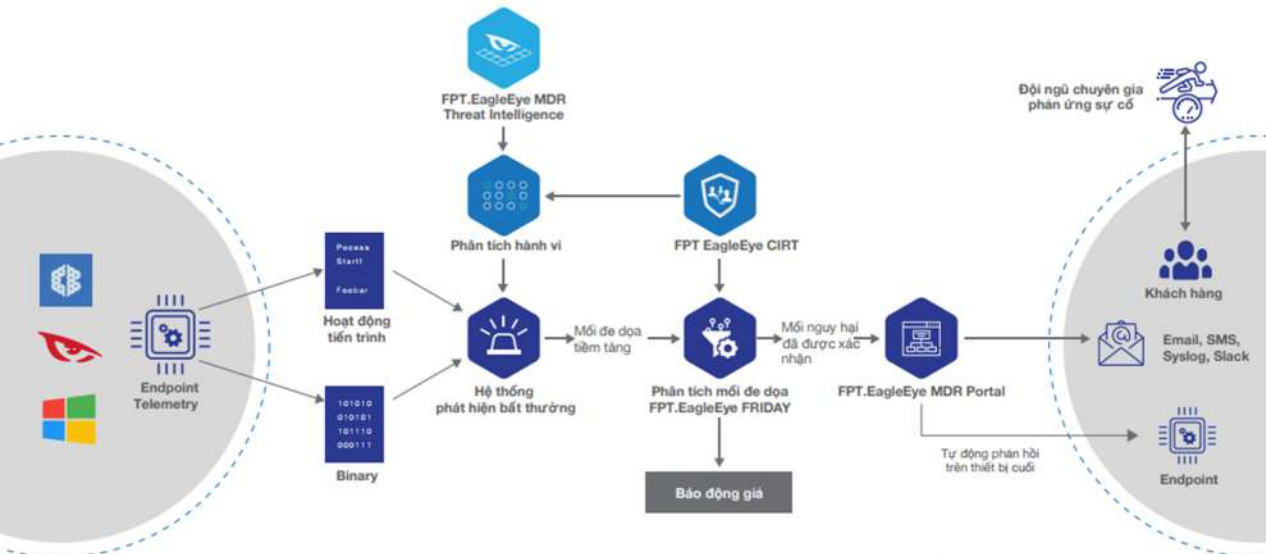 FPT.EagleEye MDR
Threat Intelligence
Đội ngũ chuyên gia
phản ứng sự cố
Phân tích hành vi
FPT EagleEye CIRT
Pocess
Start!
Foobar
Hoạt động
tiến trình
Khách hàng
Endpoint
Telemetry
Mối đe dọa
tiềm tàng
Mối nguy hại
đã được xác
nhận
Email, SMS,
Syslog, Slack
Hệ thống
phát hiện bất thường
Phân tích mối đe dọa
FPT.EagleEye FRIDAY
FPT.EagleEye MDR Portal
101010
010101
101110
000111
Binary
Tự động phản hồi
trên thiết bị cuối
Endpoint
Báo động giả